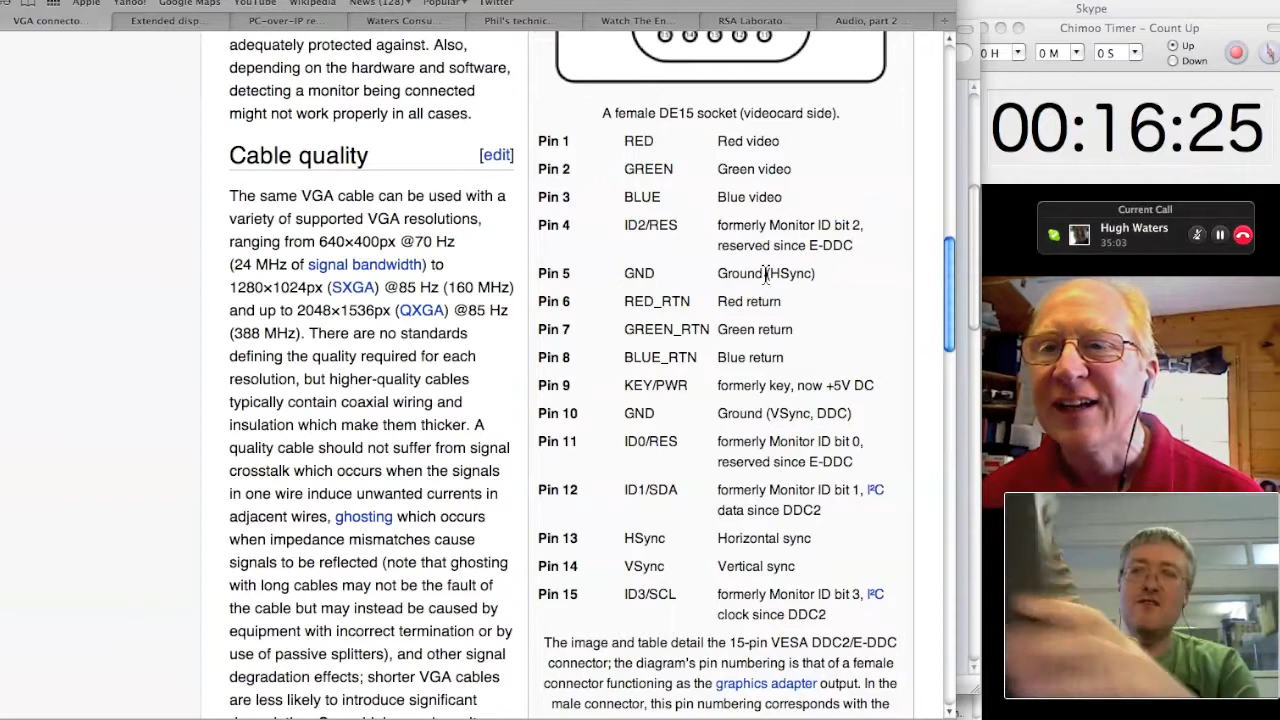 Apple Yahoo! Google Maps YouTube Wikipedia News (128) Popular Twitter
VGA connec... Extended disp... PC-over-IP re... Waters Consu... Phil's technic... Watch The En... RSA Laborato... Audio, part 2 ...
adequately protected against. Also,
depending on the hardware and software,
detecting a monitor being connected
might not work properly in all cases.
Cable quality [edit]
The same VGA cable can be used with a
variety of supported VGA resolutions,
ranging from 640×400px @70 Hz
(24 MHz of signal bandwidth) to
1280×1024px (SXGA) @85 Hz (160 MHz)
and up to 2048×1536px (QXGA) @85 Hz
(388 MHz). There are no standards
defining the quality required for each
resolution, but higher-quality cables
typically contain coaxial wiring and
insulation which make them thicker. A
quality cable should not suffer from signal
crosstalk which occurs when the signals
in one wire induce unwanted currents in
adjacent wires, ghosting which occurs
when impedance mismatches cause
signals to be reflected (note that ghosting
with long cables may not be the fault of
the cable but may instead be caused by
equipment with incorrect termination or by
use of passive splitters), and other signal
degradation effects; shorter VGA cables
are less likely to introduce significant
A female DE15 socket (videocard side).
Pin 1 RED Red video
Pin 2 GREEN Green video
Pin 3 BLUE Blue video
Pin 4 ID2/RES formerly Monitor ID bit 2,
reserved since E-DDC
Pin 5 GND Ground (HSync)
Pin 6 RED_RTN Red return
Pin 7 GREEN_RTN Green return
Pin 8 BLUE_RTN Blue return
Pin 9 KEY/PWR formerly key, now +5V DC
Pin 10 GND Ground (VSync, DDC)
Pin 11 ID0/RES formerly Monitor ID bit 0,
reserved since E-DDC
Pin 12 ID1/SDA formerly Monitor ID bit 1, I²C
data since DDC2
Pin 13 HSync Horizontal sync
Pin 14 VSync Vertical sync
Pin 15 ID3/SCL formerly Monitor ID bit 3, I²C
clock since DDC2
The image and table detail the 15-pin VESA DDC2/E-DDC
connector; the diagram's pin numbering is that of a female
connector functioning as the graphics adapter output. In the
male connector, this pin numbering corresponds with the
Skype
Chimoo Timer – Count Up
0 H 0 M 0 S Up
Down
00:16:25
Current Call
Hugh Waters
35:03